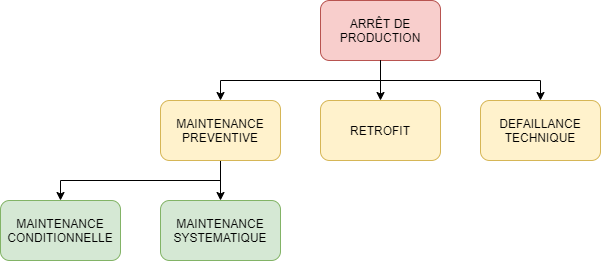 ARRÊT DE
PRODUCTION
MAINTENANCE
PREVENTIVE
RETROFIT
DEFAILLANCE
TECHNIQUE
MAINTENANCE
CONDITIONNELLE
MAINTENANCE
SYSTEMATIQUE